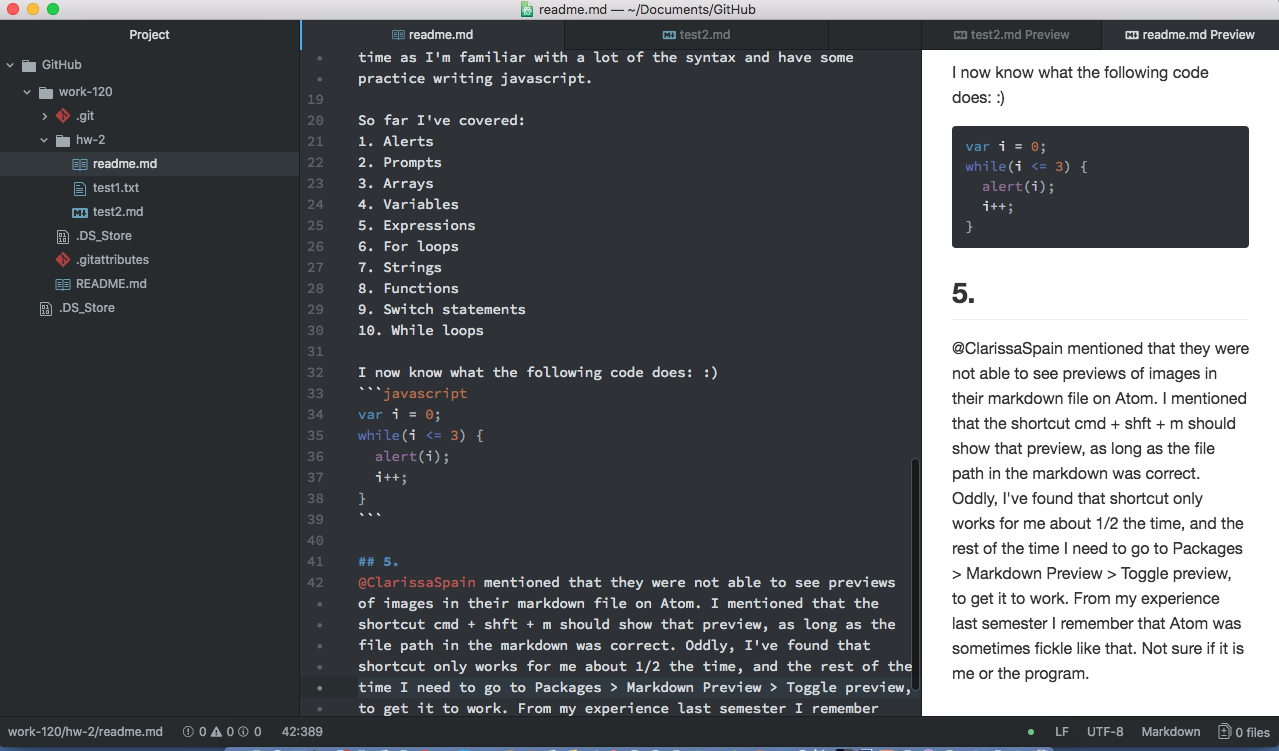 readme.md — ~/Documents/GitHub
Project
readme.md
test2.md
test2.md Preview
readme.md Preview
GitHub
work-120
.git
hw-2
readme.md
test1.txt
test2.md
.DS_Store
.gitattributes
README.md
.DS_Store
time as I'm familiar with a lot of the syntax and have some
practice writing javascript.
19
20 So far I've covered:
21 1. Alerts
22 2. Prompts
23 3. Arrays
24 4. Variables
25 5. Expressions
26 6. For loops
27 7. Strings
28 8. Functions
29 9. Switch statements
30 10. While loops
31
32 I now know what the following code does: :)
33 ```javascript
34 var i = 0;
35 while(i <= 3) {
36   alert(i);
37   i++;
38 }
39 ```
40
41 ## 5.
42 @ClarissaSpain mentioned that they were not able to see previews
of images in their markdown file on Atom. I mentioned that the
shortcut cmd + shft + m should show that preview, as long as the
file path in the markdown was correct. Oddly, I've found that
shortcut only works for me about 1/2 the time, and the rest of the
time I need to go to Packages > Markdown Preview > Toggle preview,
to get it to work. From my experience last semester I remember
I now know what the following code
does: :)
var i = 0;
while(i <= 3) {
  alert(i);
  i++;
}
5.
@ClarissaSpain mentioned that they were
not able to see previews of images in
their markdown file on Atom. I mentioned
that the shortcut cmd + shft + m should
show that preview, as long as the file
path in the markdown was correct.
Oddly, I've found that shortcut only
works for me about 1/2 the time, and the
rest of the time I need to go to Packages
> Markdown Preview > Toggle preview,
to get it to work. From my experience
last semester I remember that Atom was
sometimes fickle like that. Not sure if it is
me or the program.
work-120/hw-2/readme.md 0 0 0 42:389
LF UTF-8 Markdown 0 files